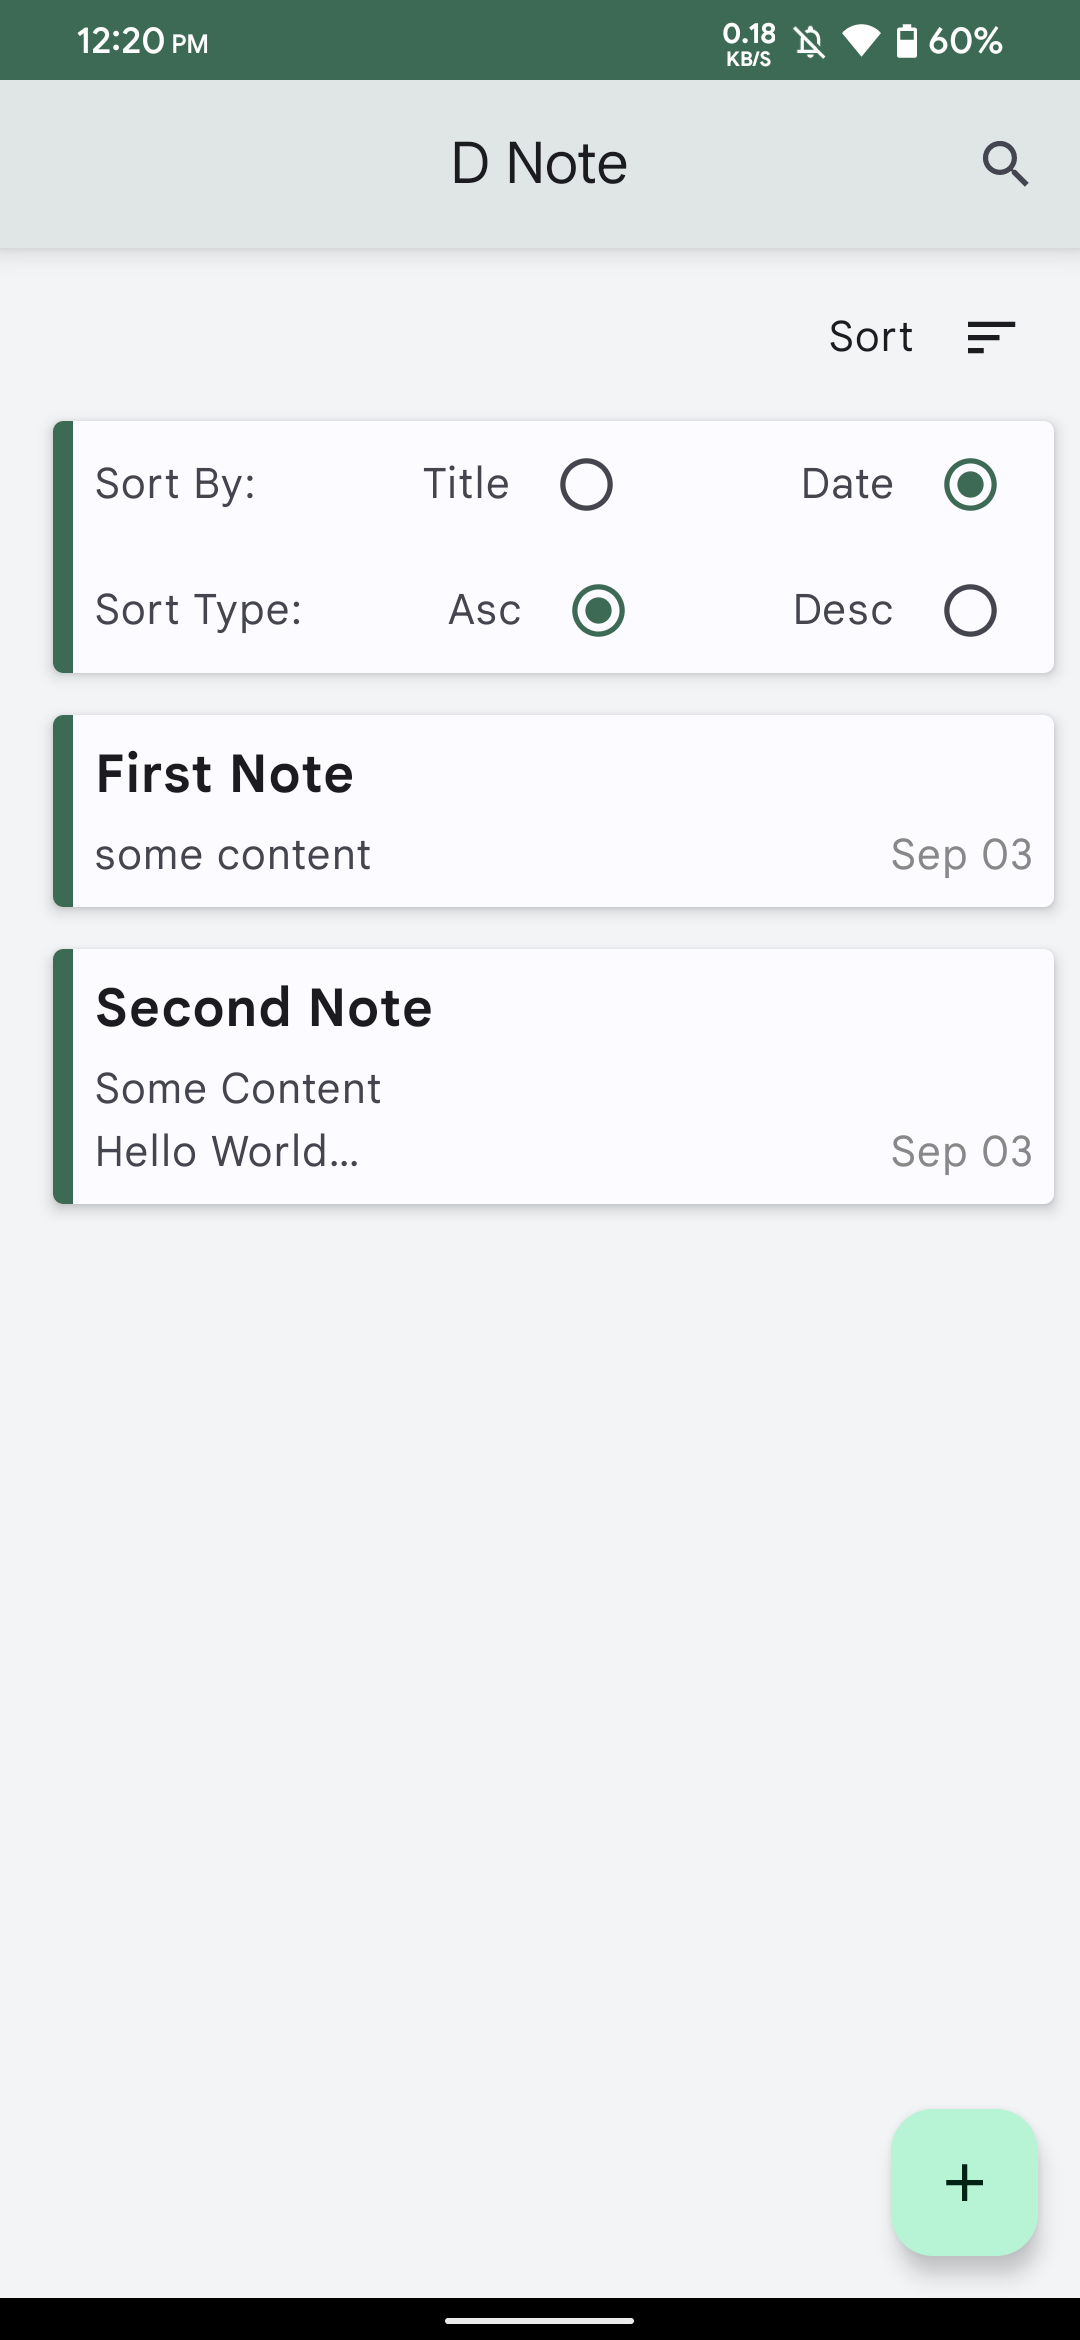 12:20 PM 0.18 KB/S 60%
D Note
Sort
Sort By: Title Date
Sort Type: Asc Desc
First Note
some content Sep 03
Second Note
Some Content
Hello World... Sep 03